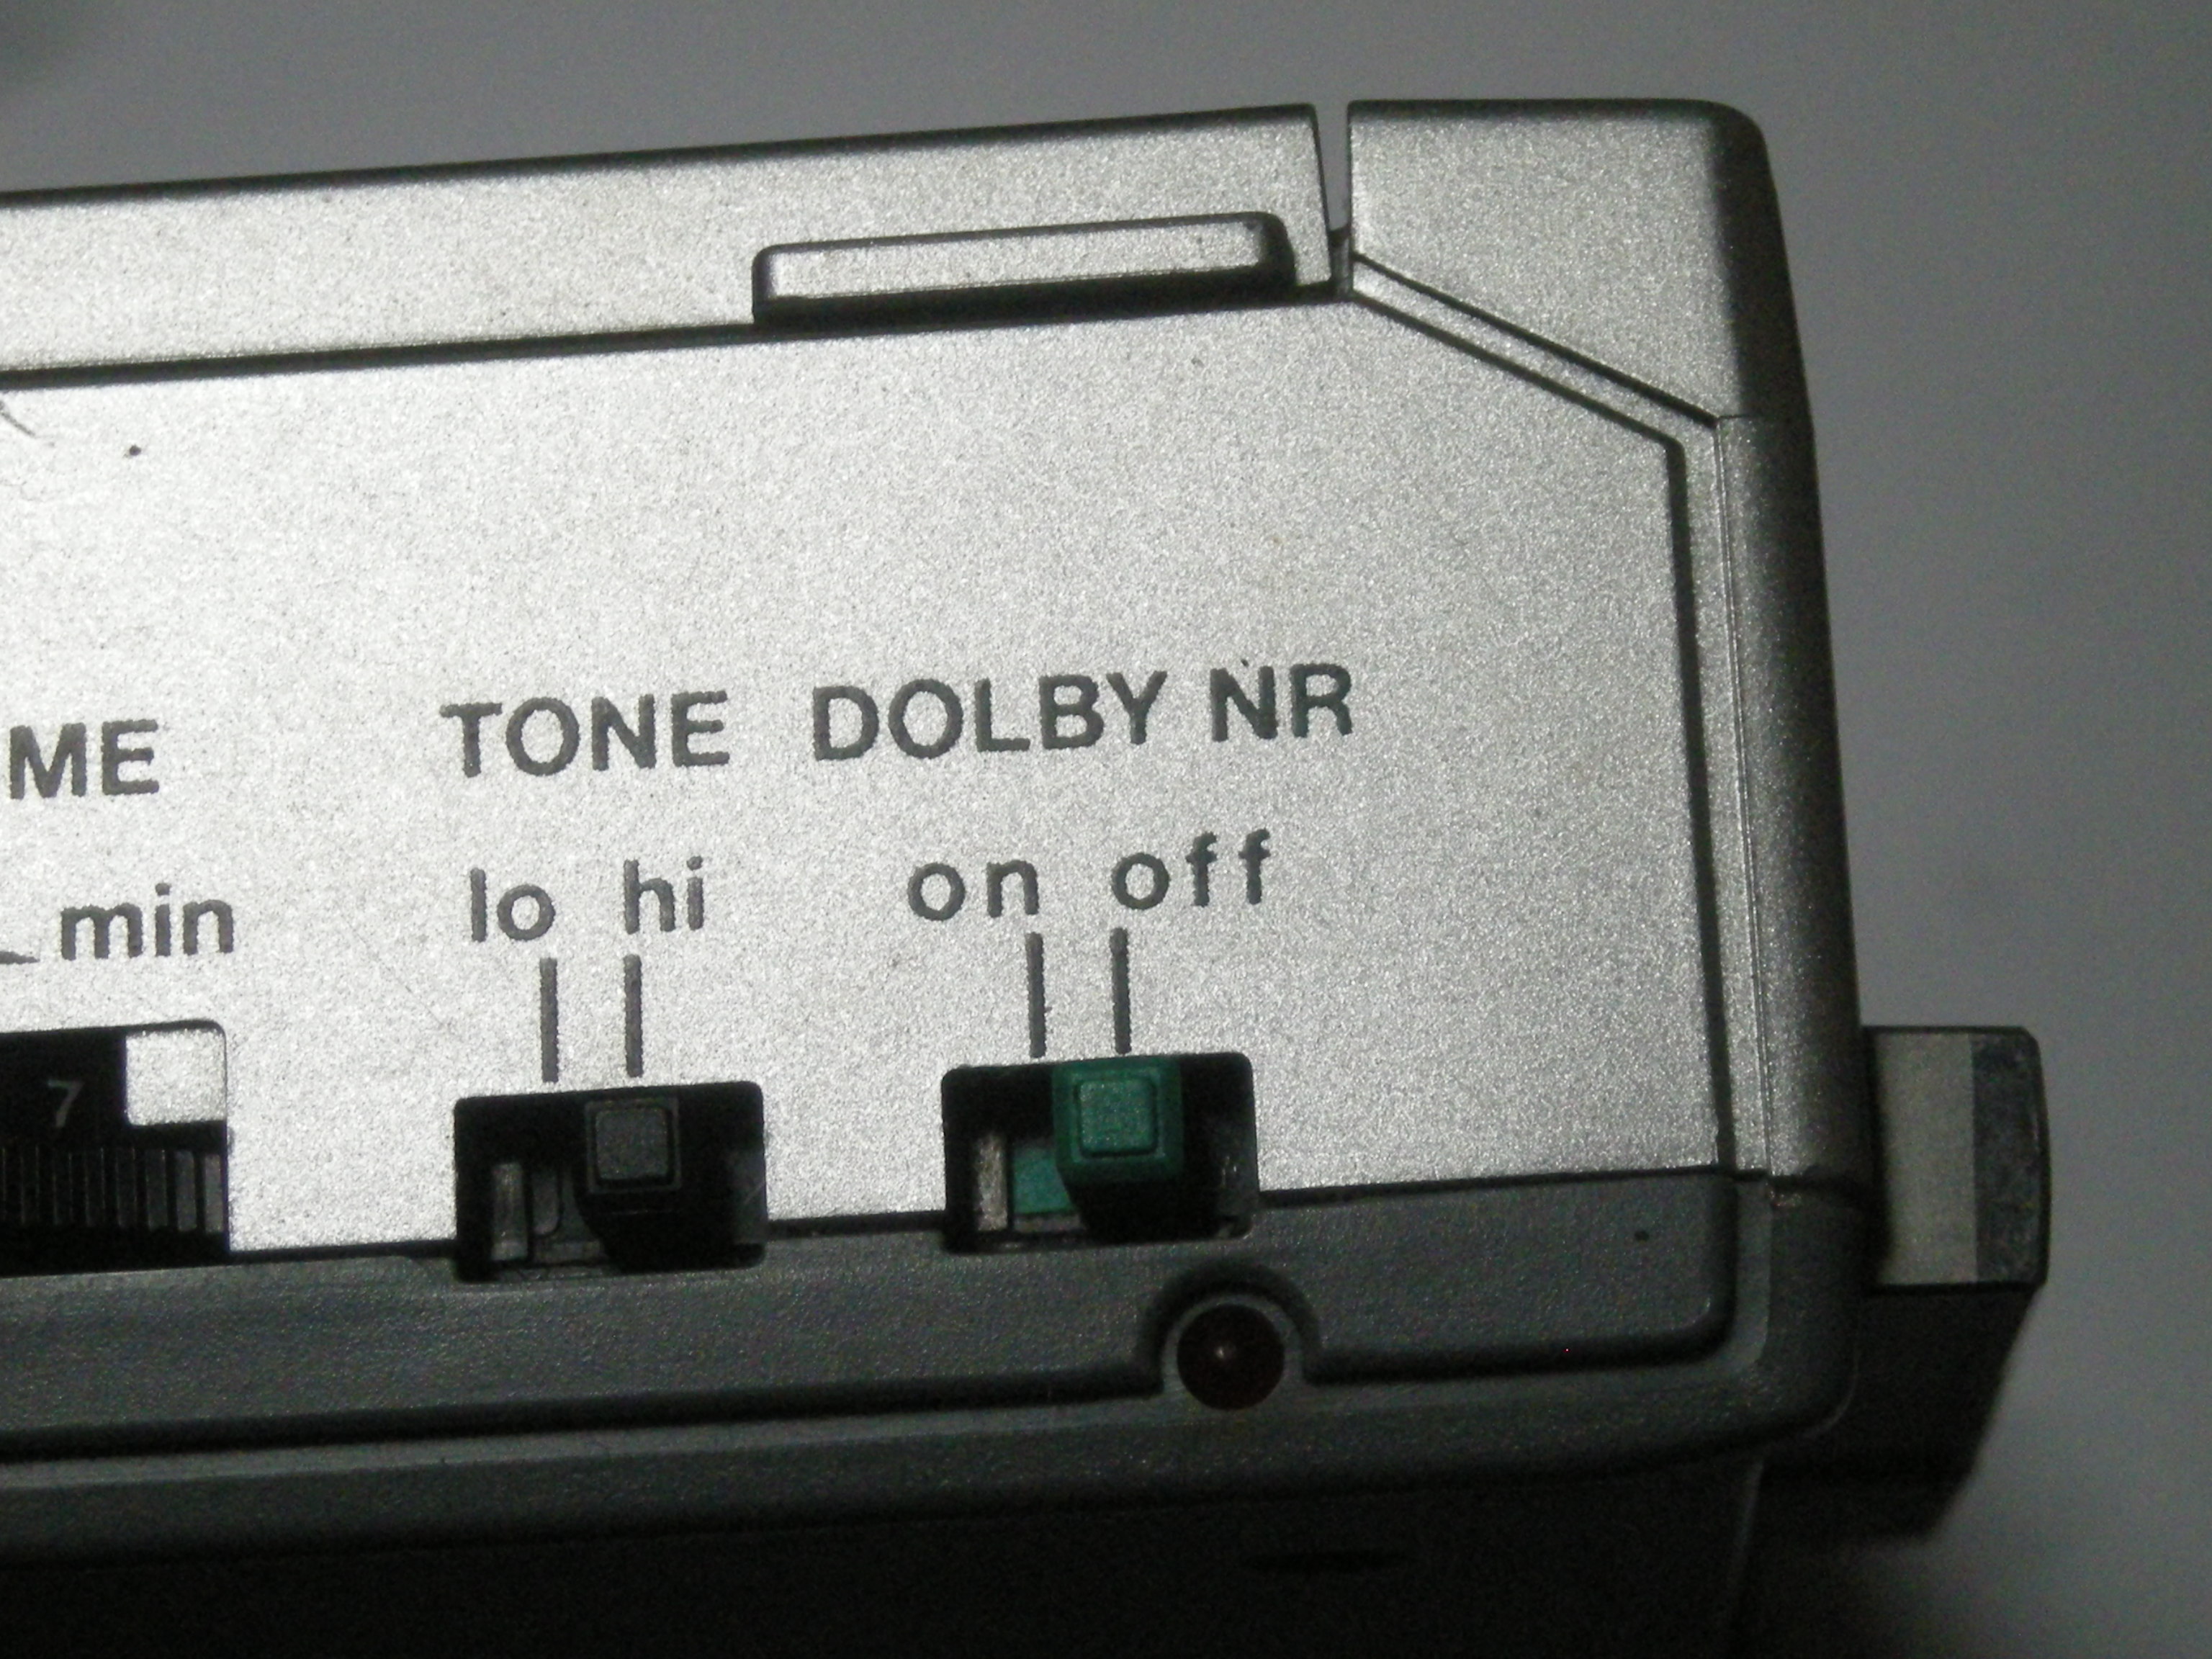 ME TONE DOLBY NR
min lo hi on off
7